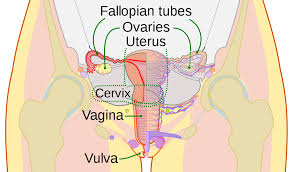 Fallopian tubes
Ovaries
Uterus
Cervix
Vagina
Vulva